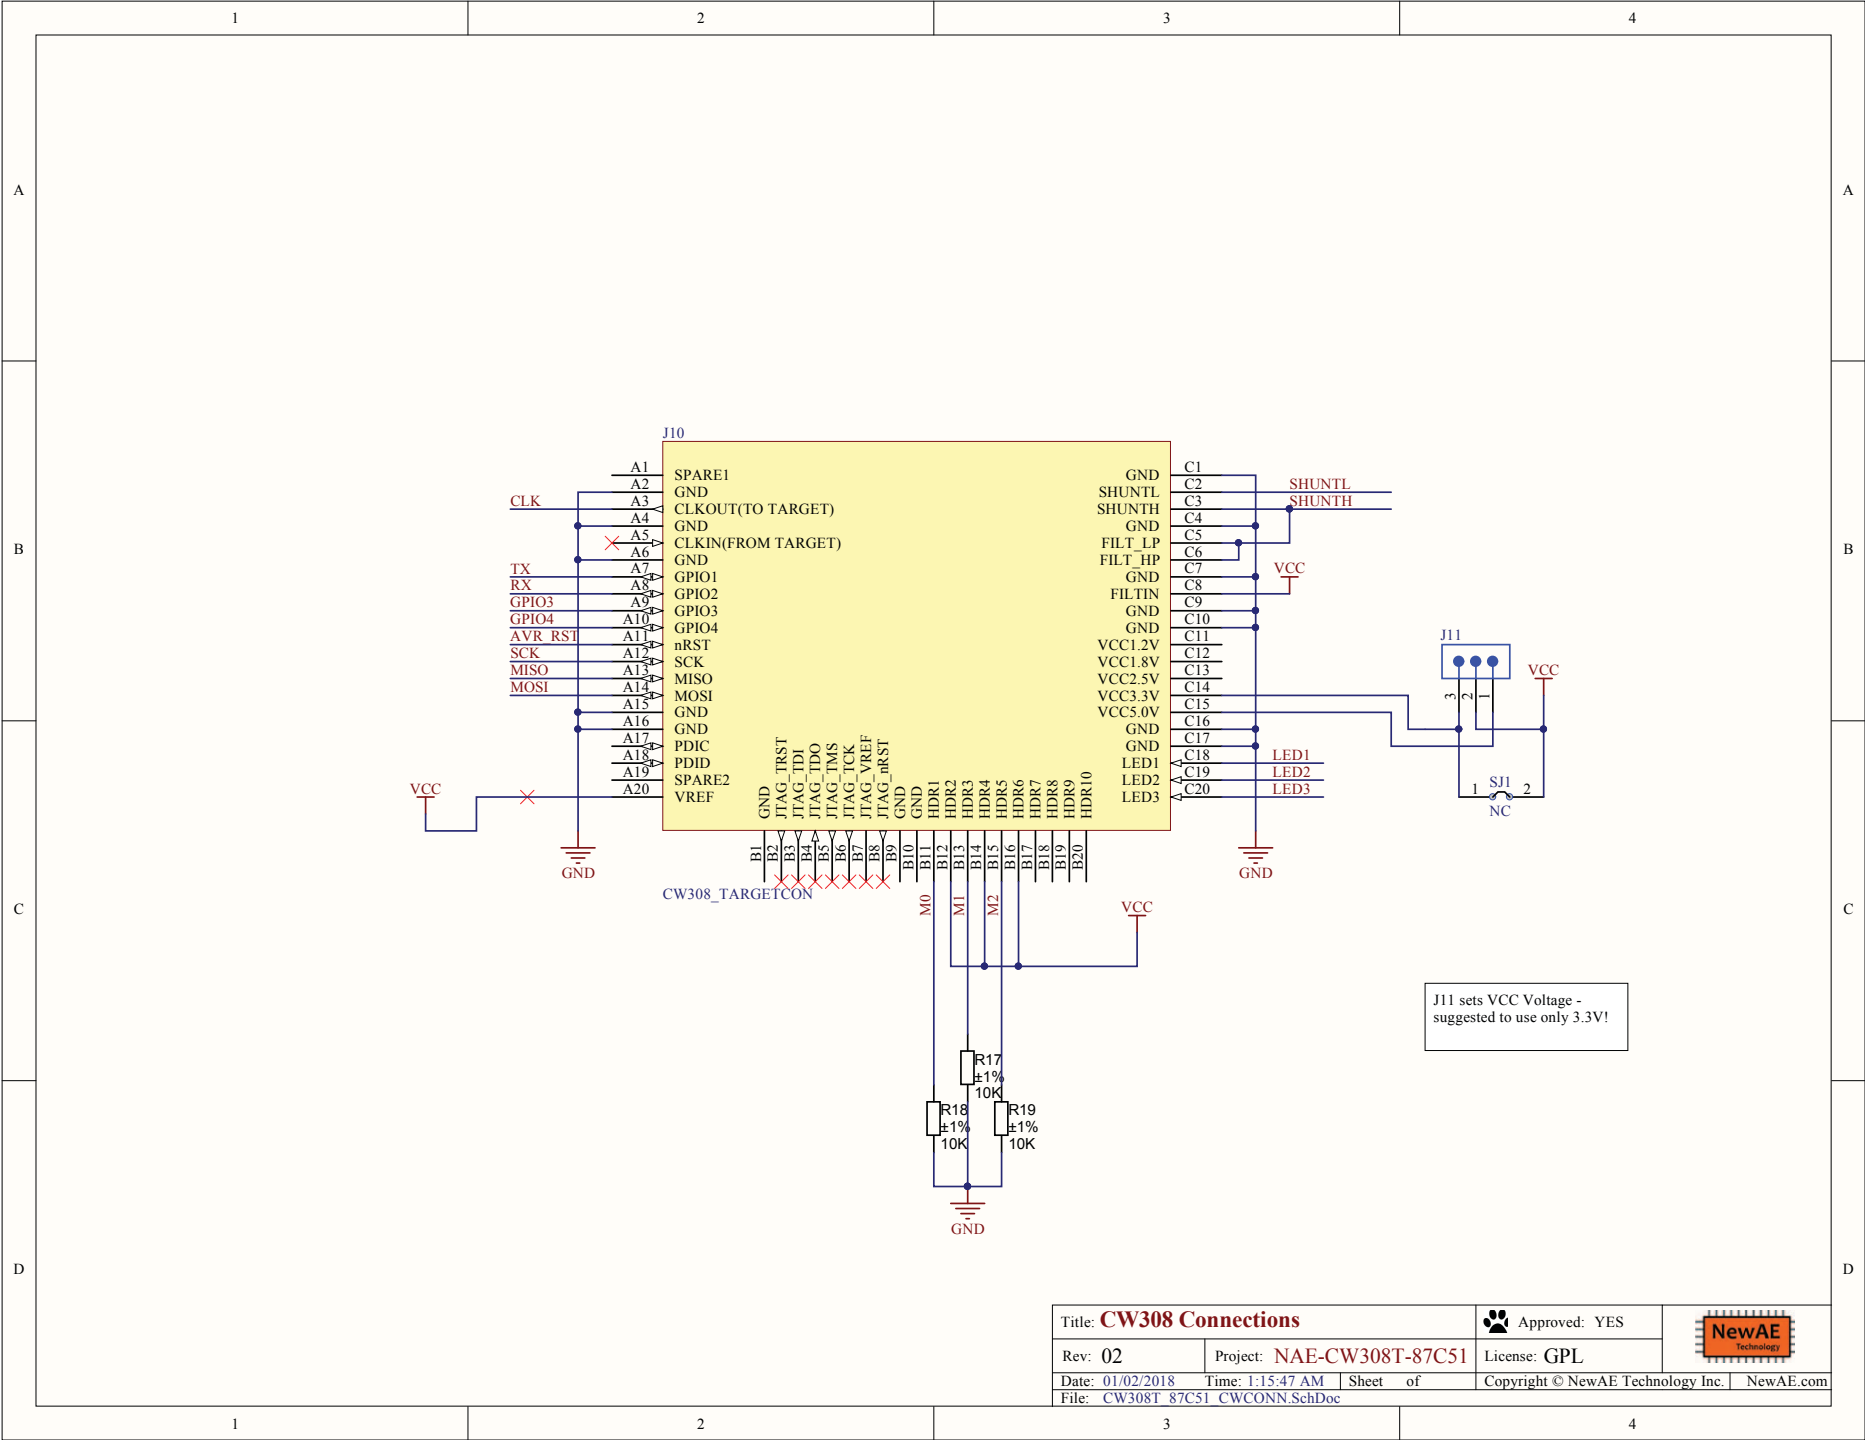 1 2 3 4
A A
B B
C C
D D
1 2 3 4
J10
A1 SPARE1
A2 GND
CLK A3 CLKOUT(TO TARGET)
A4 GND
A5 CLKIN(FROM TARGET)
A6 GND
TX A7 GPIO1
RX A8 GPIO2
GPIO3 A9 GPIO3
GPIO4 A10 GPIO4
AVR_RST A11 nRST
SCK A12 SCK
MISO A13 MISO
MOSI A14 MOSI
A15 GND
A16 GND
A17 PDIC
A18 PDID
A19 SPARE2
VCC A20 VREF
GND
GND C1
SHUNTL C2 SHUNTL
SHUNTH C3 SHUNTH
GND C4
FILT_LP C5
FILT_HP C6
GND C7
FILTIN C8 VCC
GND C9
GND C10
VCC1.2V C11
VCC1.8V C12
VCC2.5V C13
VCC3.3V C14
VCC5.0V C15
GND C16
GND C17
LED1 C18 LED1
LED2 C19 LED2
LED3 C20 LED3
GND
GND B1
JTAG_TRST B2
JTAG_TDI B3
JTAG_TDO B4
JTAG_TMS B5
JTAG_TCK B6
JTAG_VREF B7
JTAG_nRST B8
GND B9
GND B10
HDR1 B11
HDR2 B12
HDR3 B13
HDR4 B14
HDR5 B15
HDR6 B16
HDR7 B17
HDR8 B18
HDR9 B19
HDR10 B20
CW308_TARGETCON
M0 M1 M2
VCC
J11
3 2 1
VCC
SJ1
1 2
NC
J11 sets VCC Voltage -
suggested to use only 3.3V!
R17
±1%
10K
R18
±1%
10K
R19
±1%
10K
GND
Title: CW308 Connections
Approved: YES
Rev: 02 Project: NAE-CW308T-87C51 License: GPL
Date: 01/02/2018 Time: 1:15:47 AM Sheet of Copyright © NewAE Technology Inc. NewAE.com
File: CW308T_87C51_CWCONN.SchDoc
NewAE
Technology